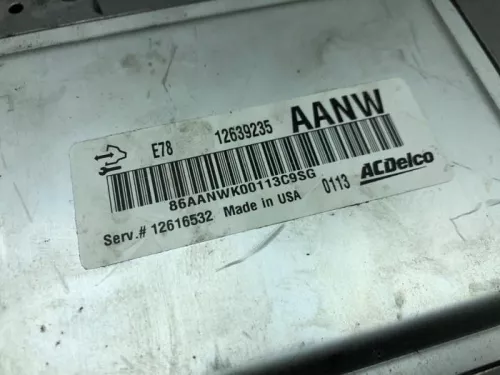 E78 12639235 AANW
86AANWK00113C9SG 0113 ACDelco
Serv.# 12616532 Made in USA